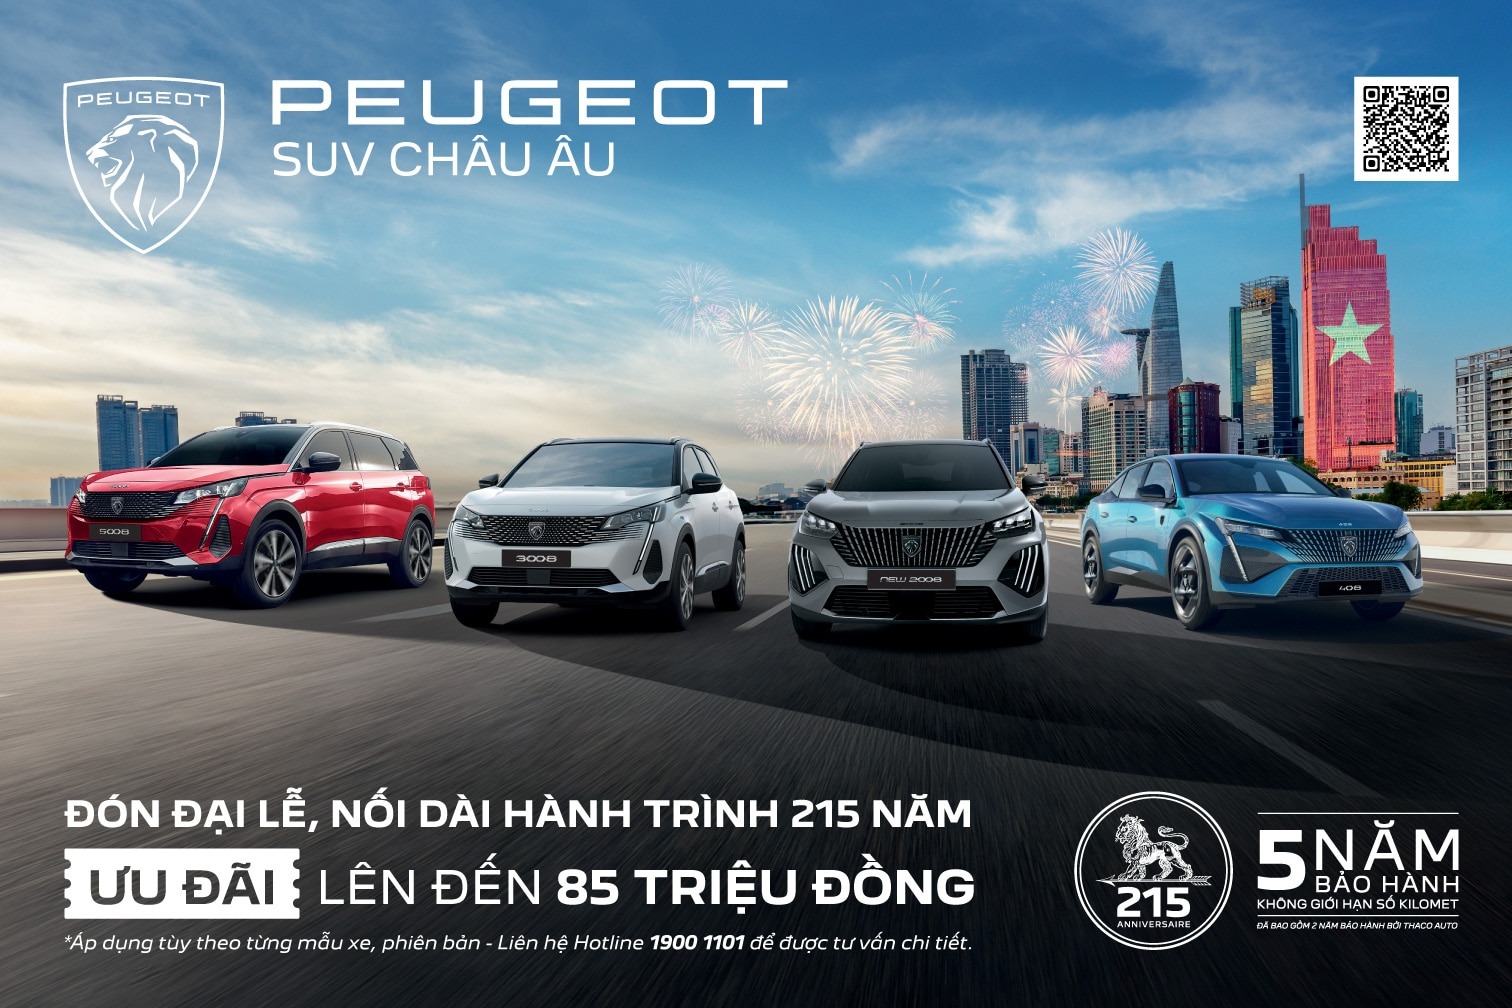 PEUGEOT
PEUGEOT
SUV CHÂU ÂU
5008
3008
NEW 2008
408
408
ĐÓN ĐẠI LỄ, NỐI DÀI HÀNH TRÌNH 215 NĂM
ƯU ĐÃI LÊN ĐẾN 85 TRIỆU ĐỒNG
*Áp dụng tùy theo từng mẫu xe, phiên bản - Liên hệ Hotline 1900 1101 để được tư vấn chi tiết.
215
ANNIVERSAIRE
5 NĂM
BẢO HÀNH
KHÔNG GIỚI HẠN SỐ KILOMET
ĐÃ BAO GỒM 2 NĂM BẢO HÀNH BỞI THACO AUTO